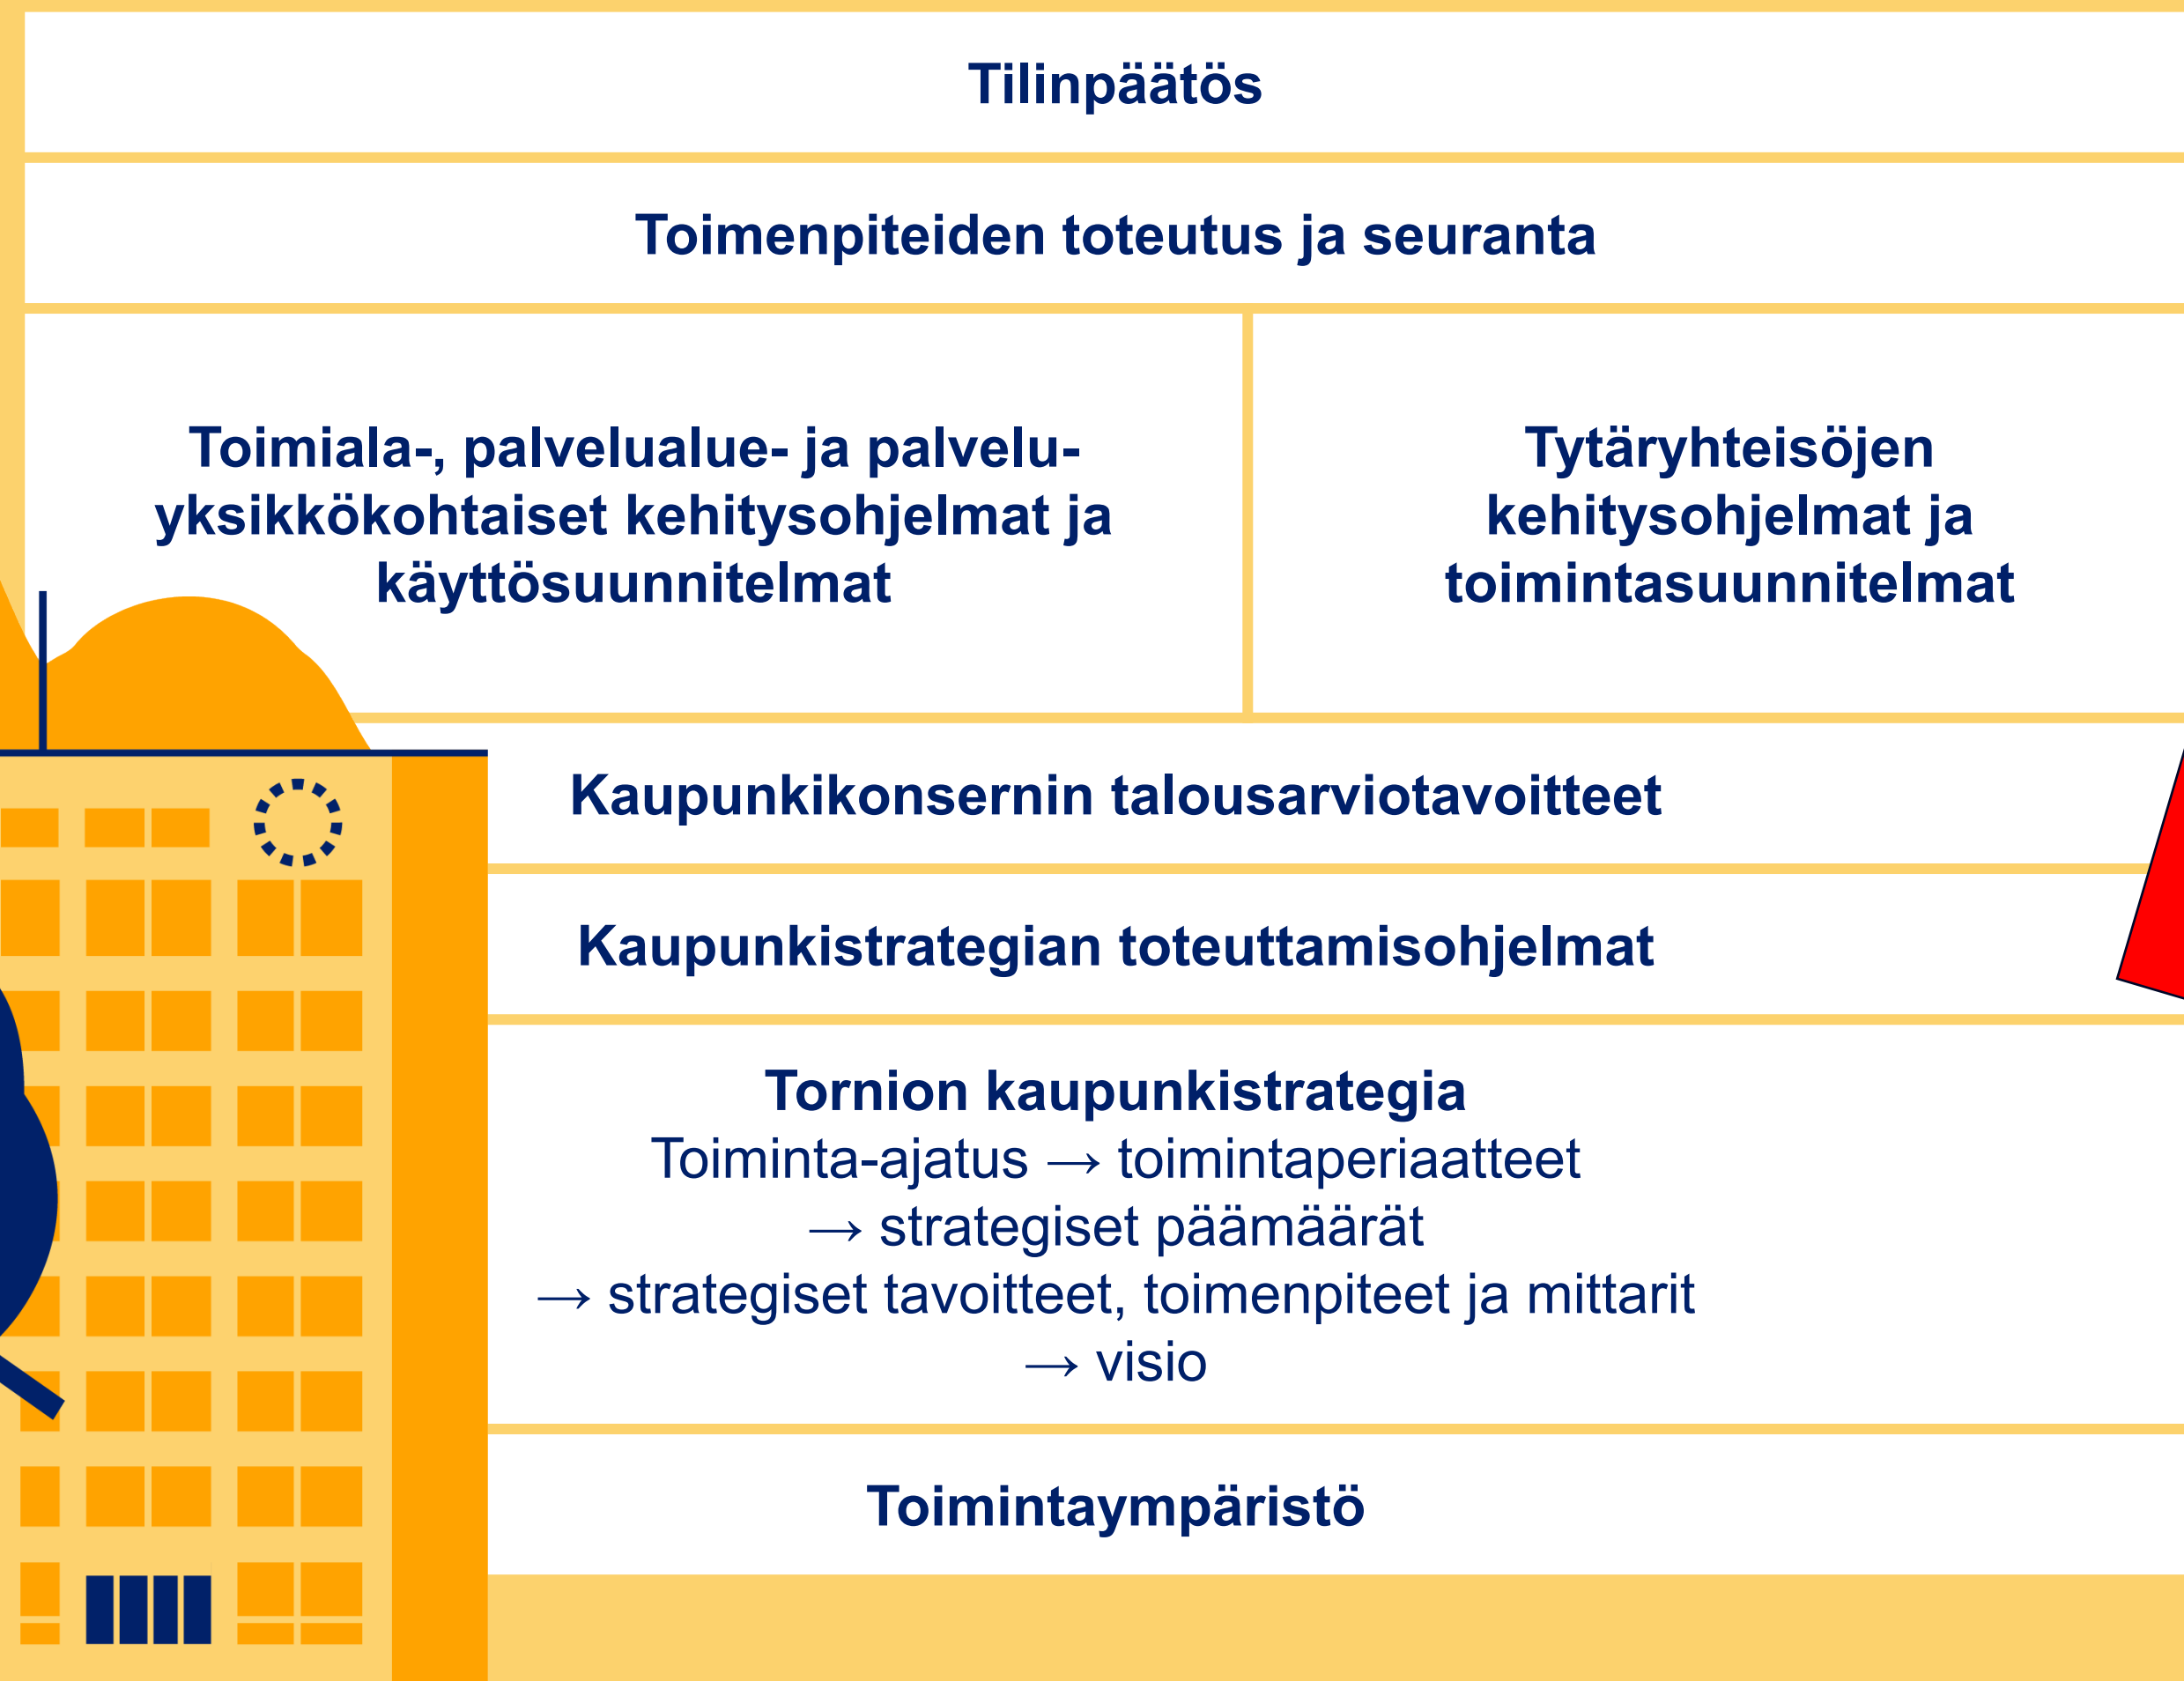 Tilinpäätös
Toimenpiteiden toteutus ja seuranta
Toimiala-, palvelualue- ja palvelu-
yksikkökohtaiset kehitysohjelmat ja
käytösuunnitelmat
Tytäryhteisöjen
kehitysohjelmat ja
toimintasuunnitelmat
Kaupunkikonsernin talousarviotavoitteet
Kaupunkistrategian toteuttamisohjelmat
Tornion kaupunkistrategia
Toiminta-ajatus → toimintaperiaatteet
→ strategiset päämäärät
→ strategiset tavoitteet, toimenpiteet ja mittarit
→ visio
Toimintaympäristö